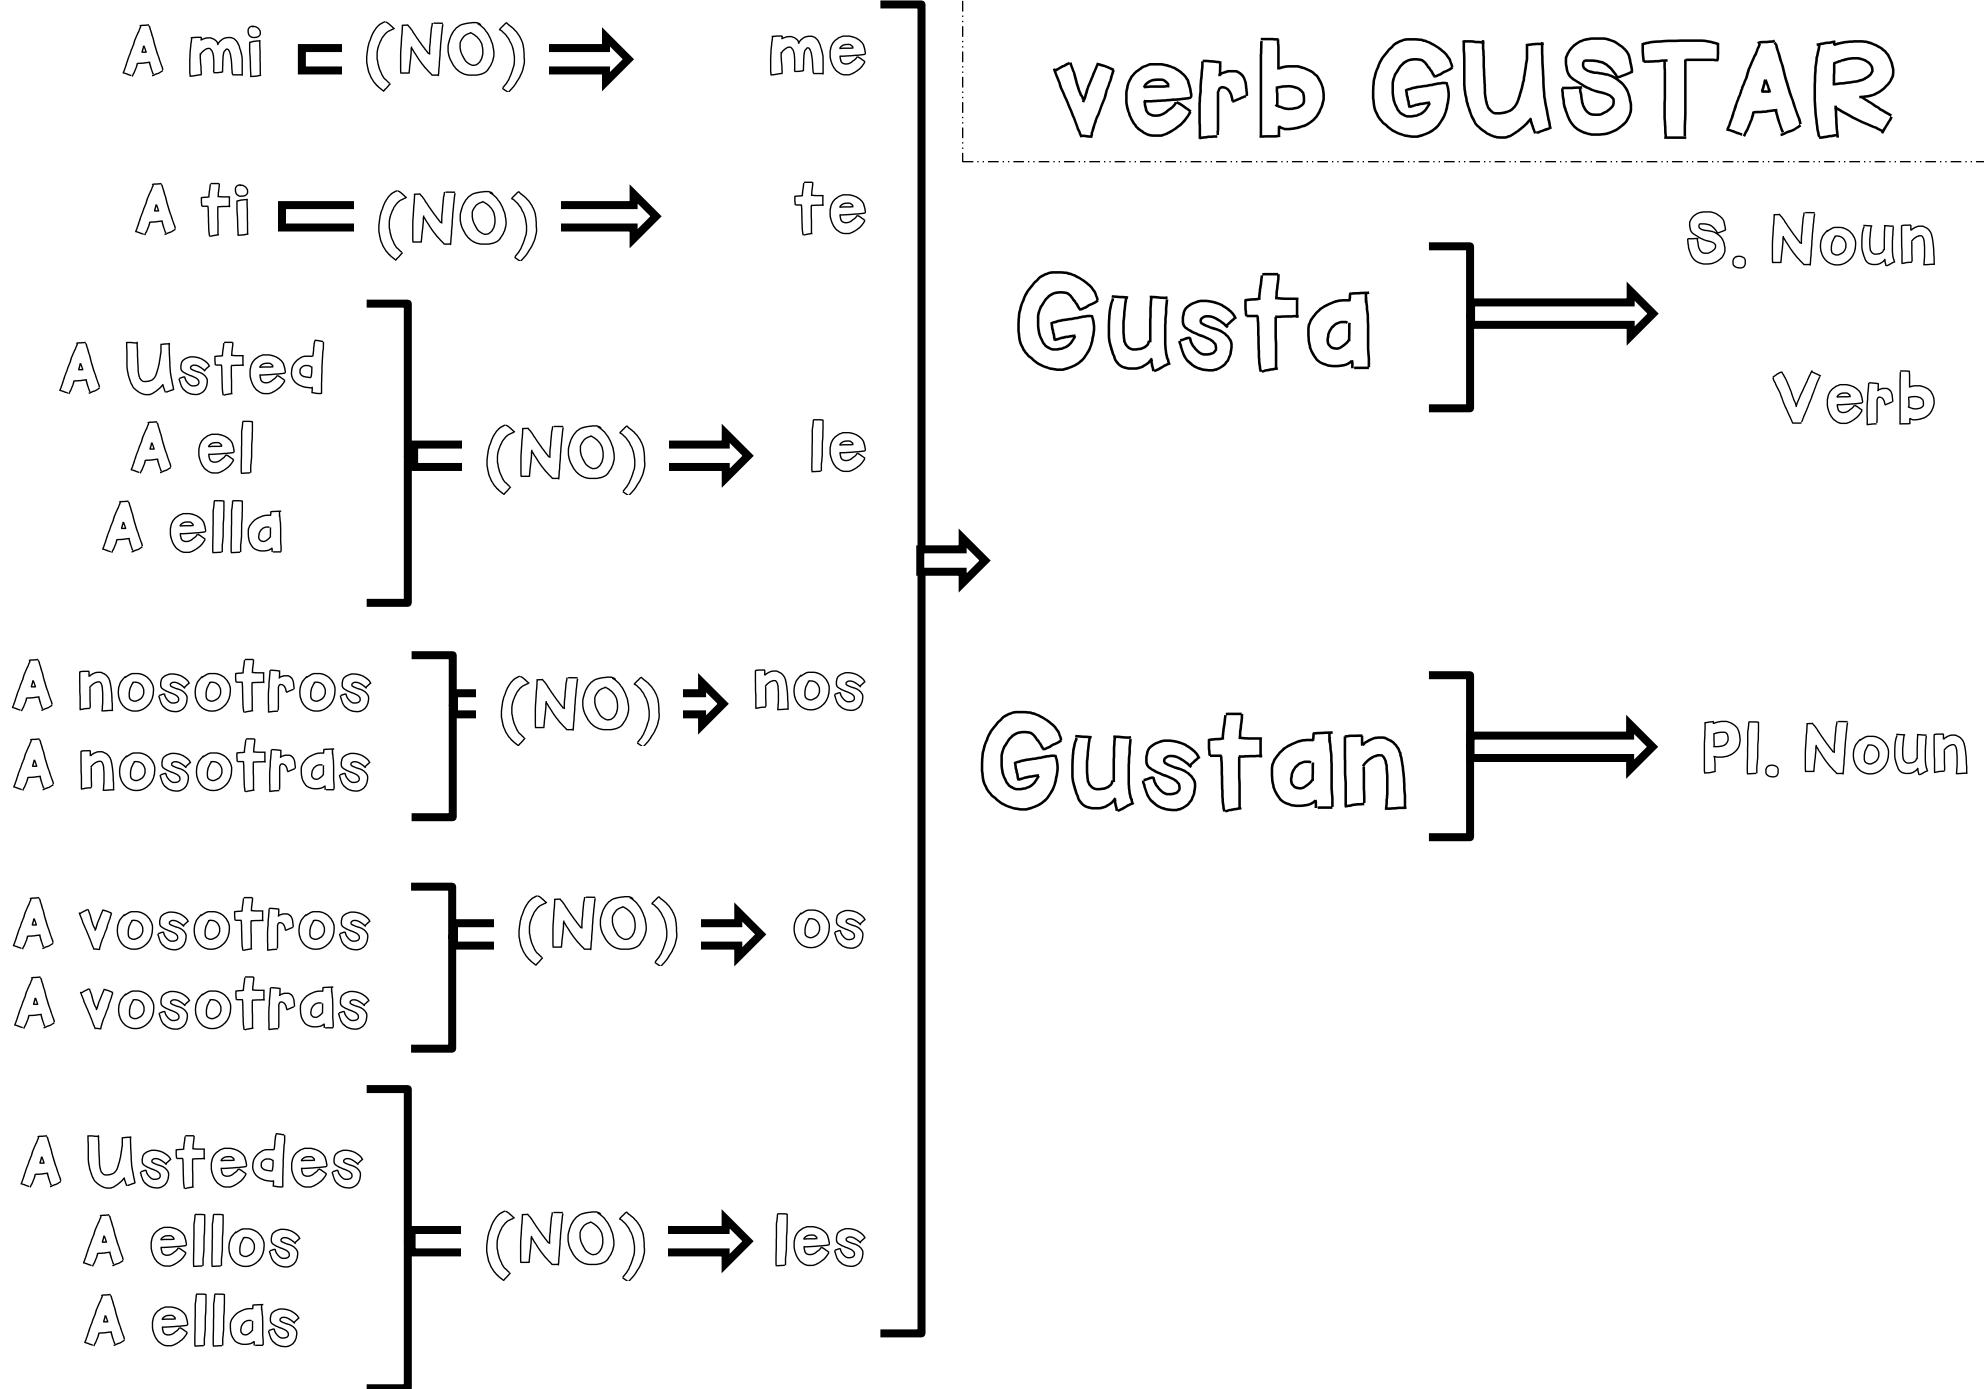 verb GUSTAR
A mi (NO) me
A ti (NO) te
A Usted
A el (NO) le
A ella
A nosotros (NO) nos
A nosotras
A vosotros (NO) os
A vosotras
A Ustedes
A ellos (NO) les
A ellas
Gusta
S. Noun
Verb
Gustan
Pl. Noun